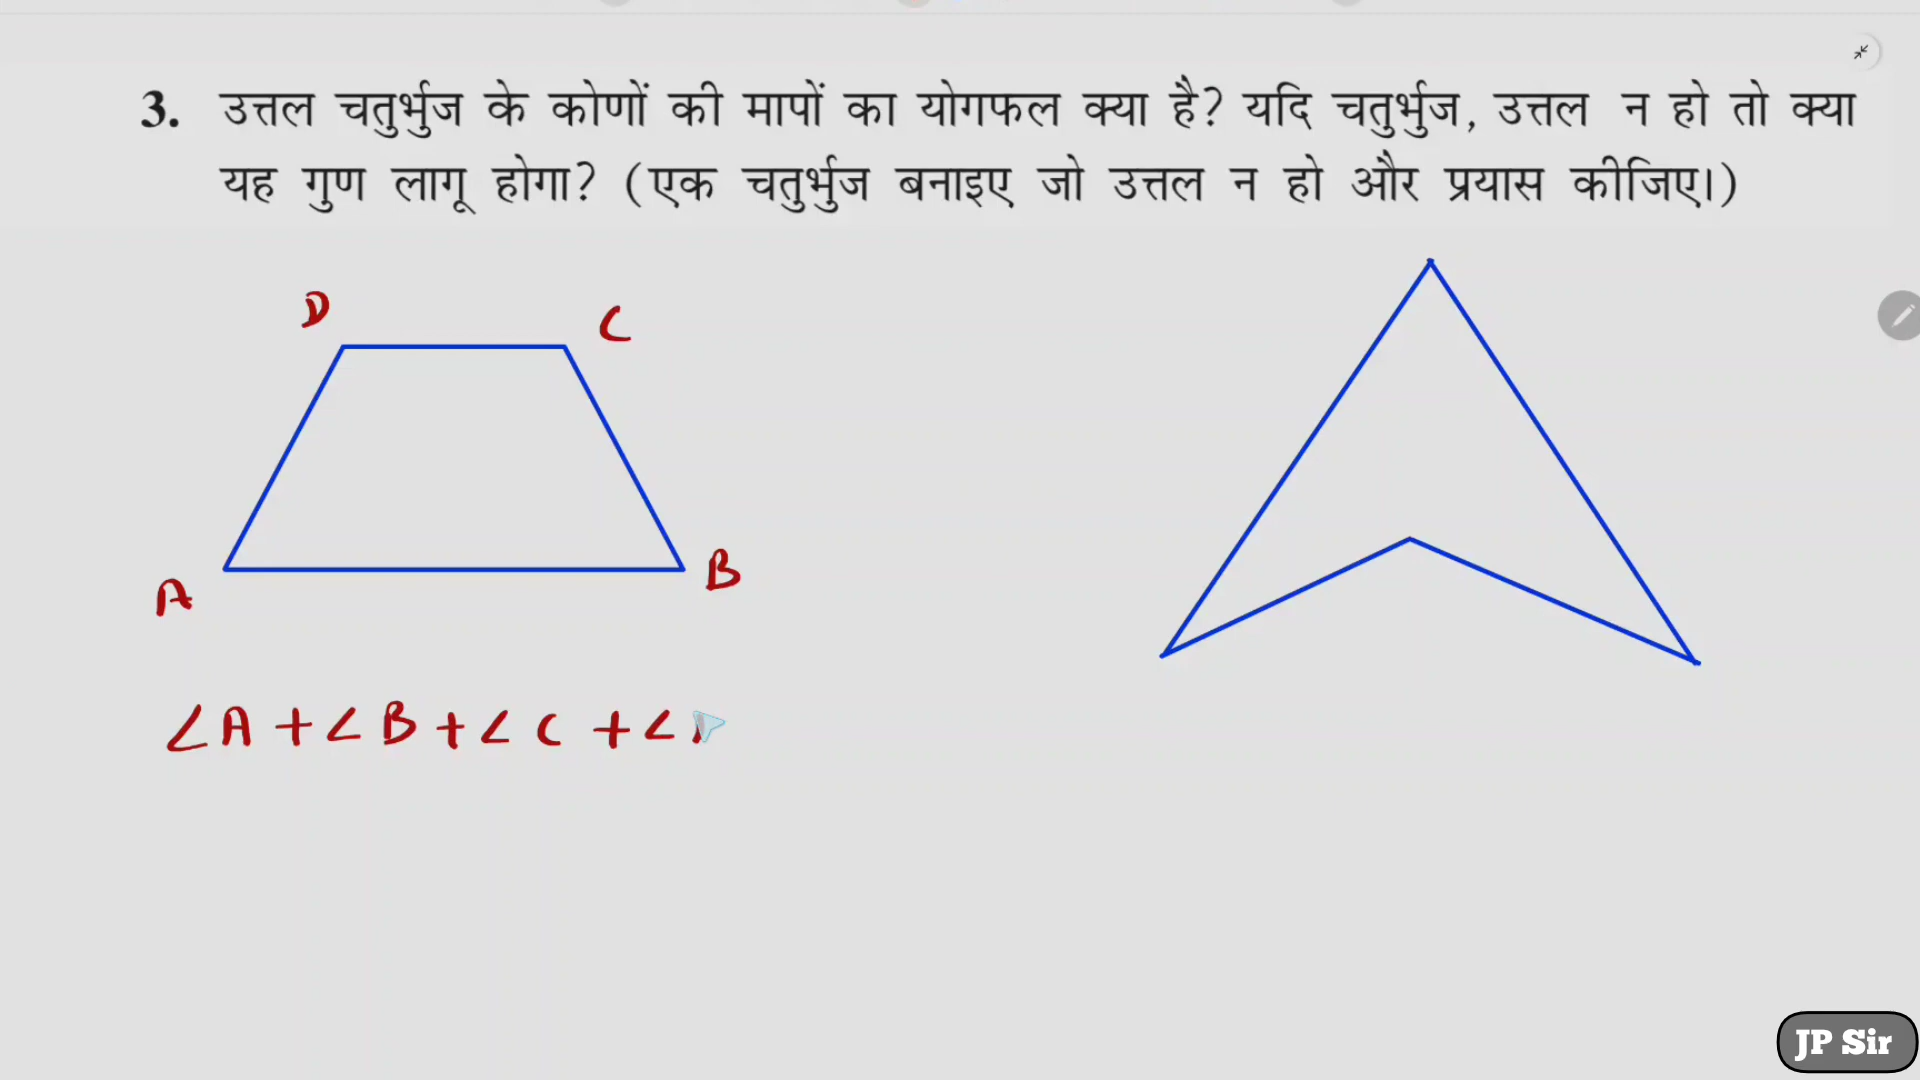 3. उत्तल चतुर्भुज के कोणों की मापों का योगफल क्या है? यदि चतुर्भुज, उत्तल न हो तो क्या
यह गुण लागू होगा? (एक चतुर्भुज बनाइए जो उत्तल न हो और प्रयास कीजिए।)
D
C
A
B
∠A + ∠B + ∠C + ∠
JP Sir